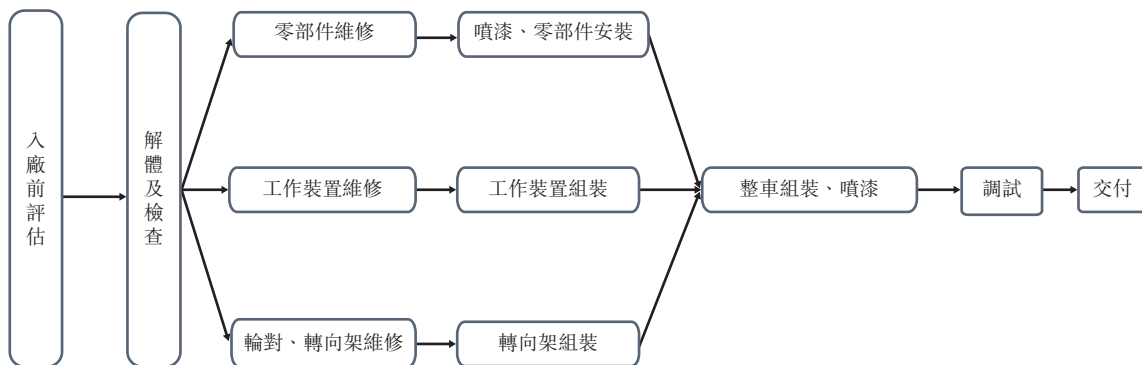 入廠前評估
解體及檢查
零部件維修
噴漆、零部件安裝
工作裝置維修
工作裝置組裝
輪對、轉向架維修
轉向架組裝
整車組裝、噴漆
調試
交付